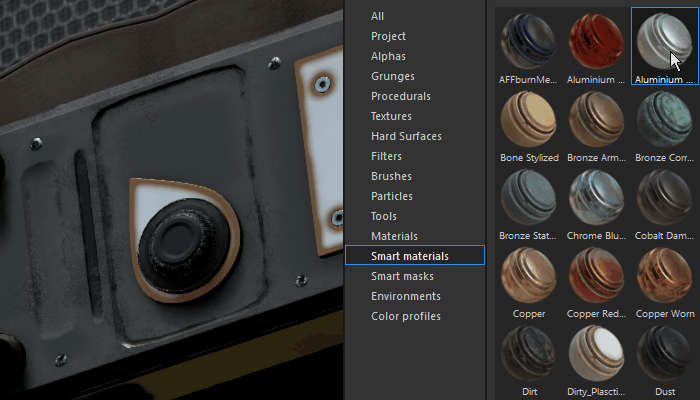 All
Project
Alphas
Grunges
Procedurals
Textures
Hard Surfaces
Filters
Brushes
Particles
Tools
Materials
Smart materials
Smart masks
Environments
Color profiles
AFFburnMe... Aluminium ... Aluminium ...
Bone Stylized Bronze Arm... Bronze Corr...
Bronze Stat... Chrome Blu... Cobalt Dam...
Copper Copper Red... Copper Worn
Dirt Dirty_Plascti... Dust